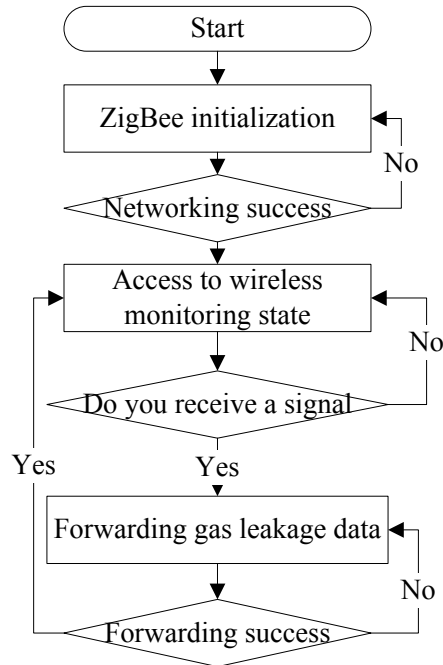 Start
ZigBee initialization
No
Networking success
Access to wireless
monitoring state
No
Do you receive a signal
Yes
Yes
Forwarding gas leakage data
No
Forwarding success